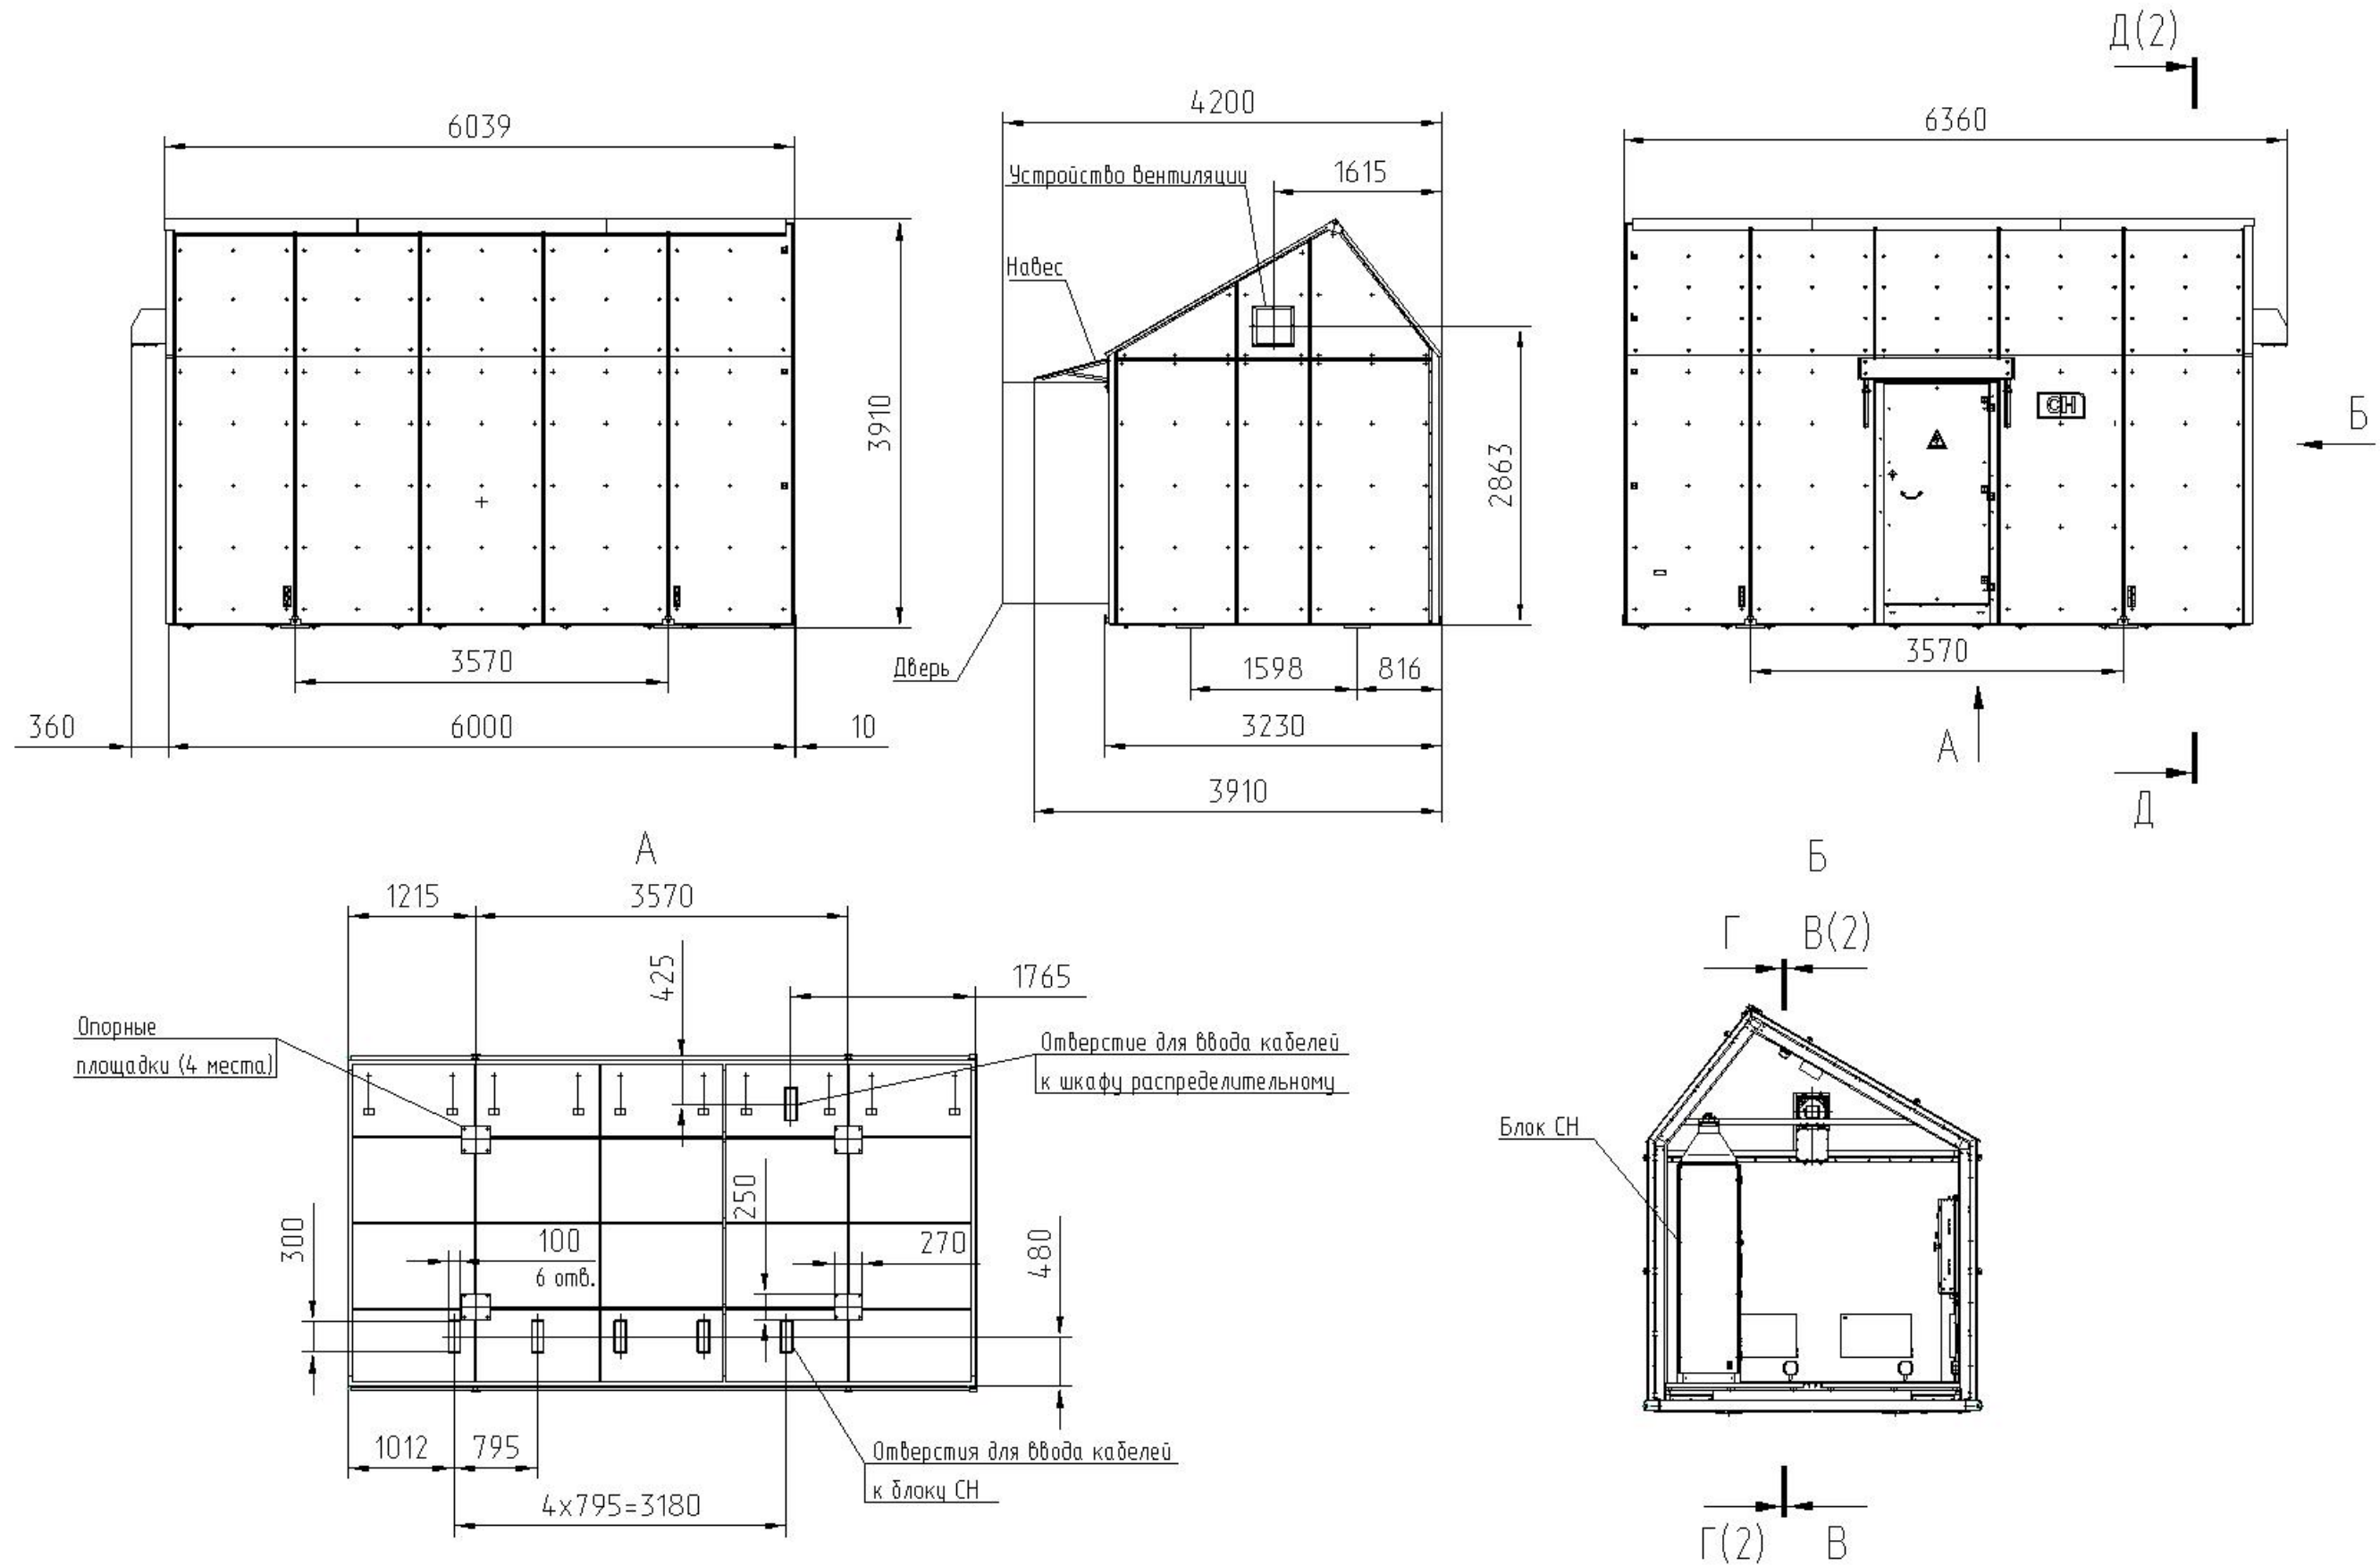 Д(2)
6039
4200
6360
Устройство вентиляции
1615
Навес
3910
2863
СН
Б
3570
Дверь
1598
816
3570
360
6000
10
3230
А
3910
Д
А
Б
1215
3570
425
1765
Г
В(2)
Опорные
площадки (4 места)
Отверстие для ввода кабелей
к шкафу распределительному
Блок СН
300
100
6 отв.
250
270
480
1012
795
Отверстия для ввода кабелей
к блоку СН
4х795=3180
Г(2)
В